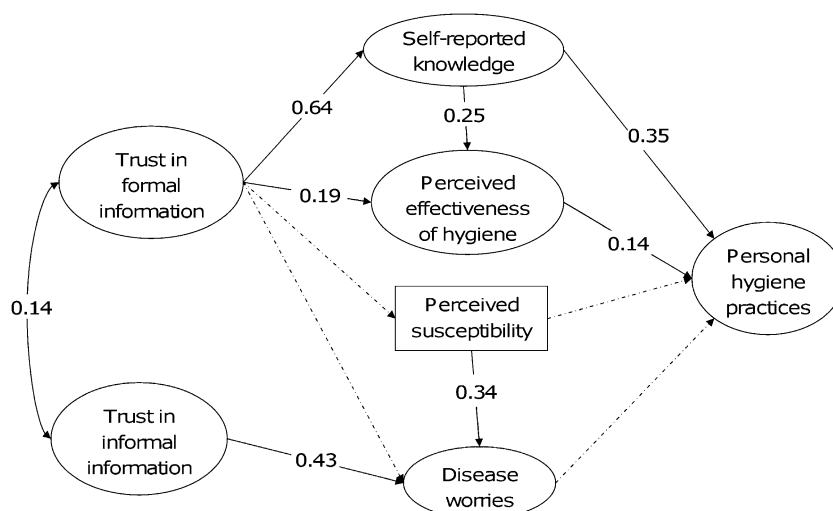 Self-reported
knowledge
0.64
0.25
0.35
Trust in
formal
information
0.19
Perceived
effectiveness
of hygiene
0.14
Personal
hygiene
practices
Perceived
susceptibility
0.14
0.34
Trust in
informal
information
0.43
Disease
worries